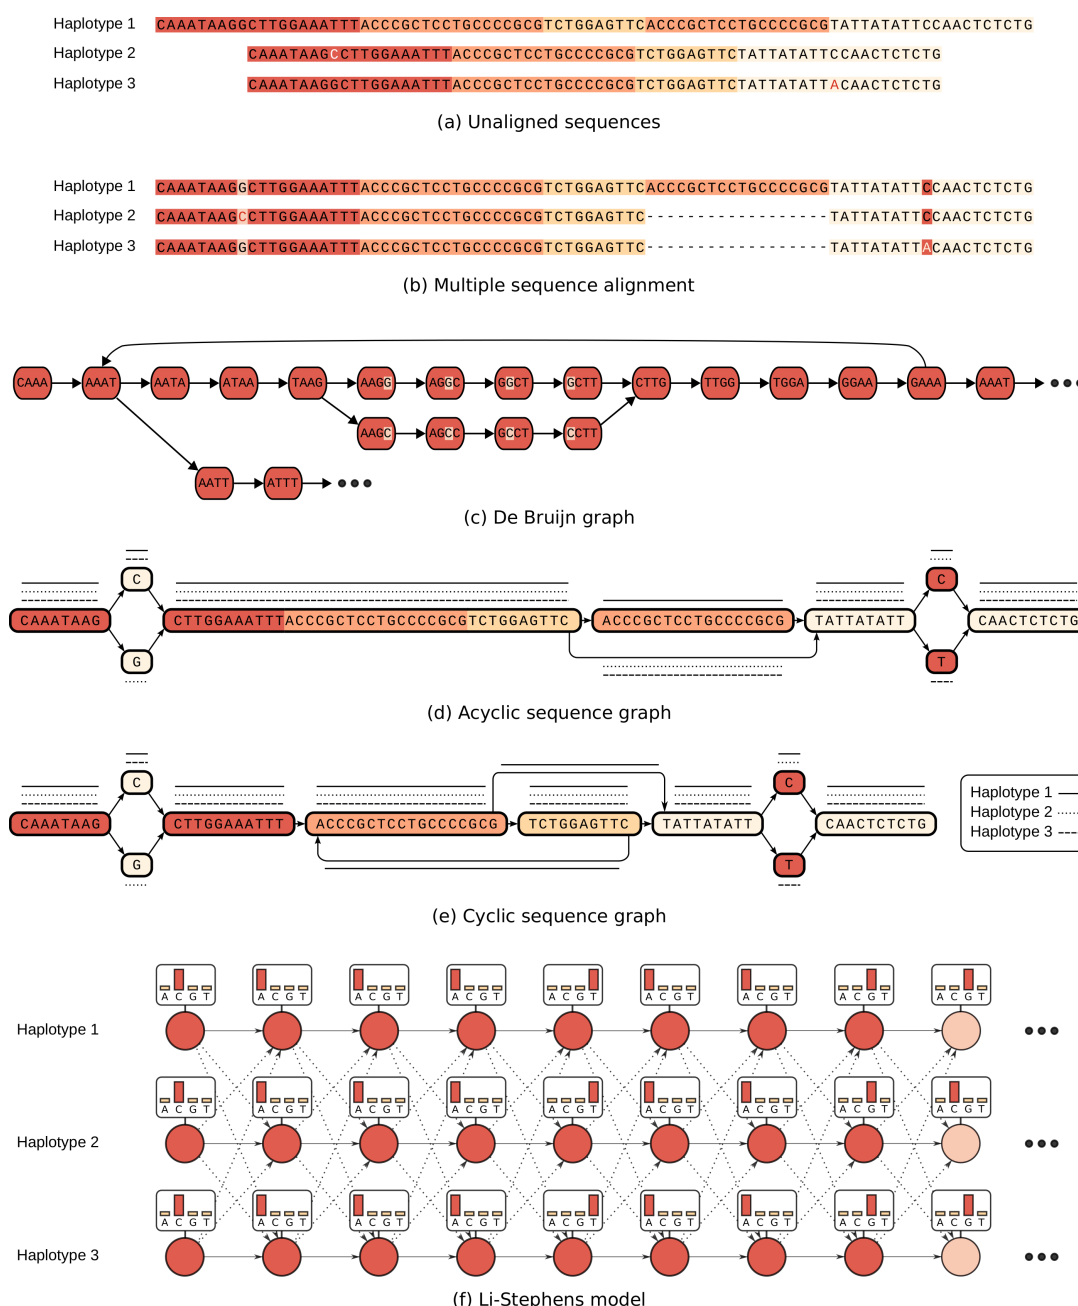 Haplotype 1 CAAATAAGGCTTGGAAATTTACCCGCTCCTGCCCCGCGTCTGGAGTTCACCCGCTCCTGCCCCGCGTATTATATTCCAACTCTCTG
Haplotype 2 CAAATAAGCCTTGGAAATTTACCCGCTCCTGCCCCGCGTCTGGAGTTCTATTATATTCCAACTCTCTG
Haplotype 3 CAAATAAGGCTTGGAAATTTACCCGCTCCTGCCCCGCGTCTGGAGTTCTATTATATTACAACTCTCTG
(a) Unaligned sequences
Haplotype 1 CAAATAAGGCTTGGAAATTTACCCGCTCCTGCCCCGCGTCTGGAGTTCACCCGCTCCTGCCCCGCGTATTATATTCCAACTCTCTG
Haplotype 2 CAAATAAGCCTTGGAAATTTACCCGCTCCTGCCCCGCGTCTGGAGTTC------------------TATTATATTCCAACTCTCTG
Haplotype 3 CAAATAAGGCTTGGAAATTTACCCGCTCCTGCCCCGCGTCTGGAGTTC------------------TATTATATTACAACTCTCTG
(b) Multiple sequence alignment
CAAA AAAT AATA ATAA TAAG AAGG AGGC GGCT GCTT CTTG TTGG TGGA GGAA GAAA AAAT
AAGC AGCC GCCT CCTT
AATT ATTT
(c) De Bruijn graph
C C
CAAATAAG CTTGGAAATTTACCCGCTCCTGCCCCGCGTCTGGAGTTC ACCCGCTCCTGCCCCGCG TATTATATT CAACTCTCTG
G T
(d) Acyclic sequence graph
C C
CAAATAAG CTTGGAAATTT ACCCGCTCCTGCCCCGCG TCTGGAGTTC TATTATATT CAACTCTCTG
G T
Haplotype 1
Haplotype 2
Haplotype 3
(e) Cyclic sequence graph
A C G T A C G T A C G T A C G T A C G T A C G T A C G T A C G T A C G T
Haplotype 1
A C G T A C G T A C G T A C G T A C G T A C G T A C G T A C G T A C G T
Haplotype 2
A C G T A C G T A C G T A C G T A C G T A C G T A C G T A C G T A C G T
Haplotype 3
(f) Li-Stephens model